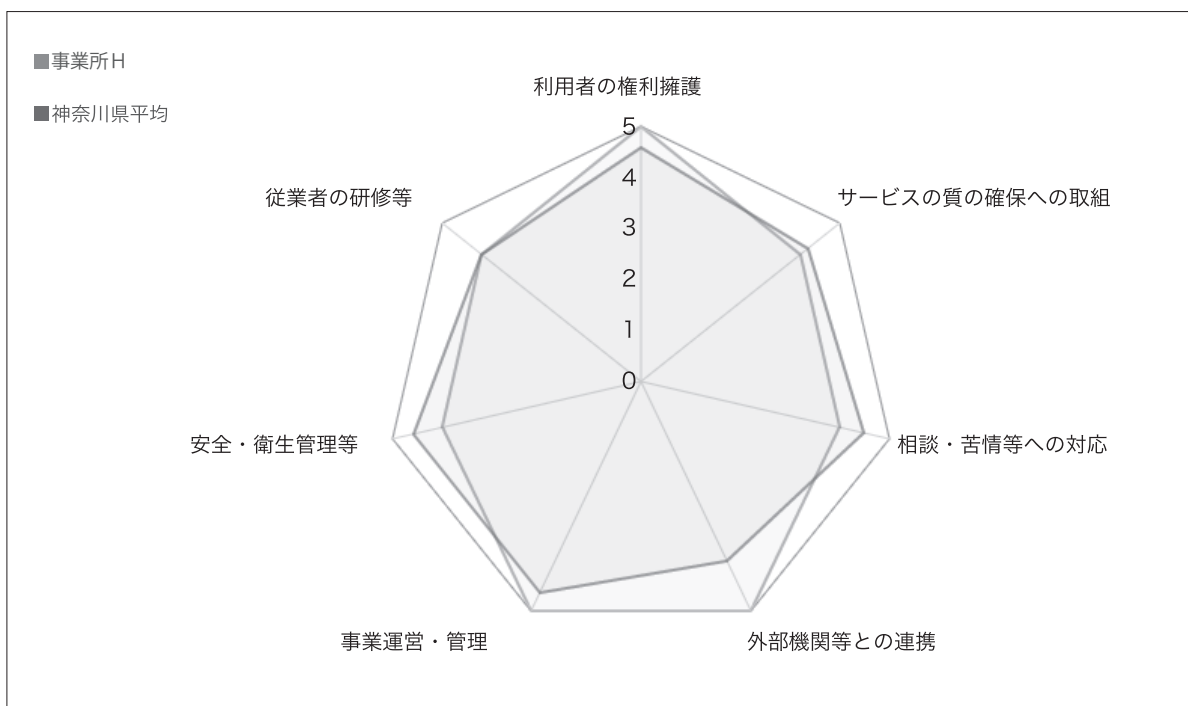 ■事業所H
■神奈川県平均
利用者の権利擁護
サービスの質の確保への取組
相談・苦情等への対応
外部機関等との連携
事業運営・管理
安全・衛生管理等
従業者の研修等
5
4
3
2
1
0